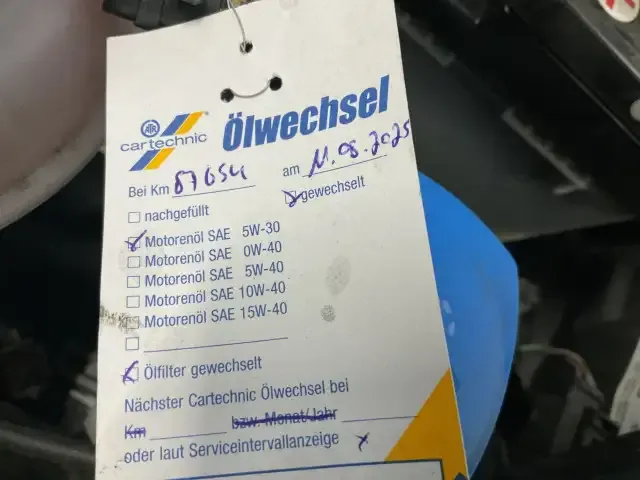 ATR
cartechnic
Ölwechsel
Bei Km 87654 am 11.08.2025
nachgefüllt gewechselt
Motorenöl SAE 5W-30
Motorenöl SAE 0W-40
Motorenöl SAE 5W-40
Motorenöl SAE 10W-40
Motorenöl SAE 15W-40
Ölfilter gewechselt
Nächster Cartechnic Ölwechsel bei
Km bzw. Monat/Jahr
oder laut Serviceintervallanzeige x